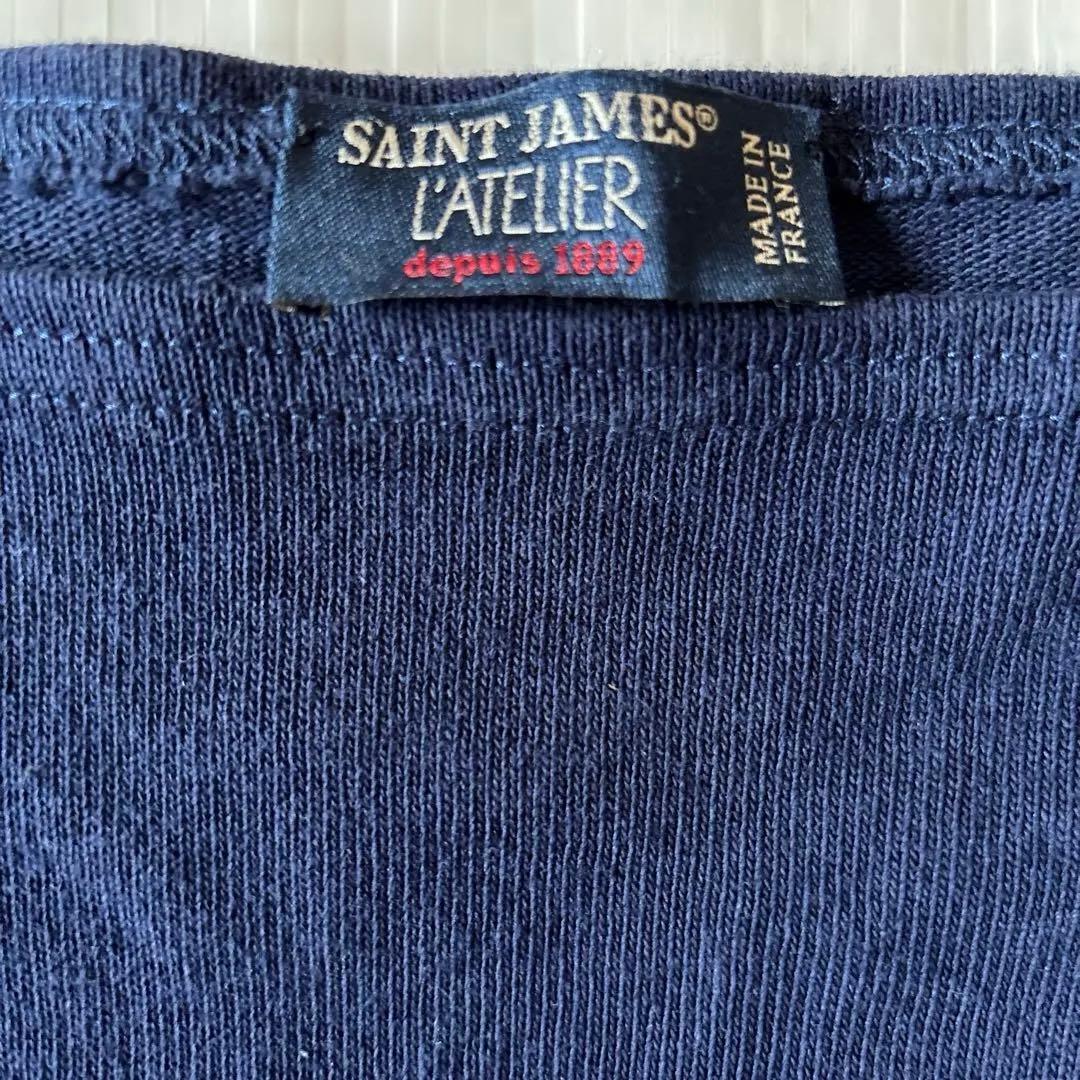 SAINT JAMES®
L'ATELIER
depuis 1889
MADE IN
FRANCE